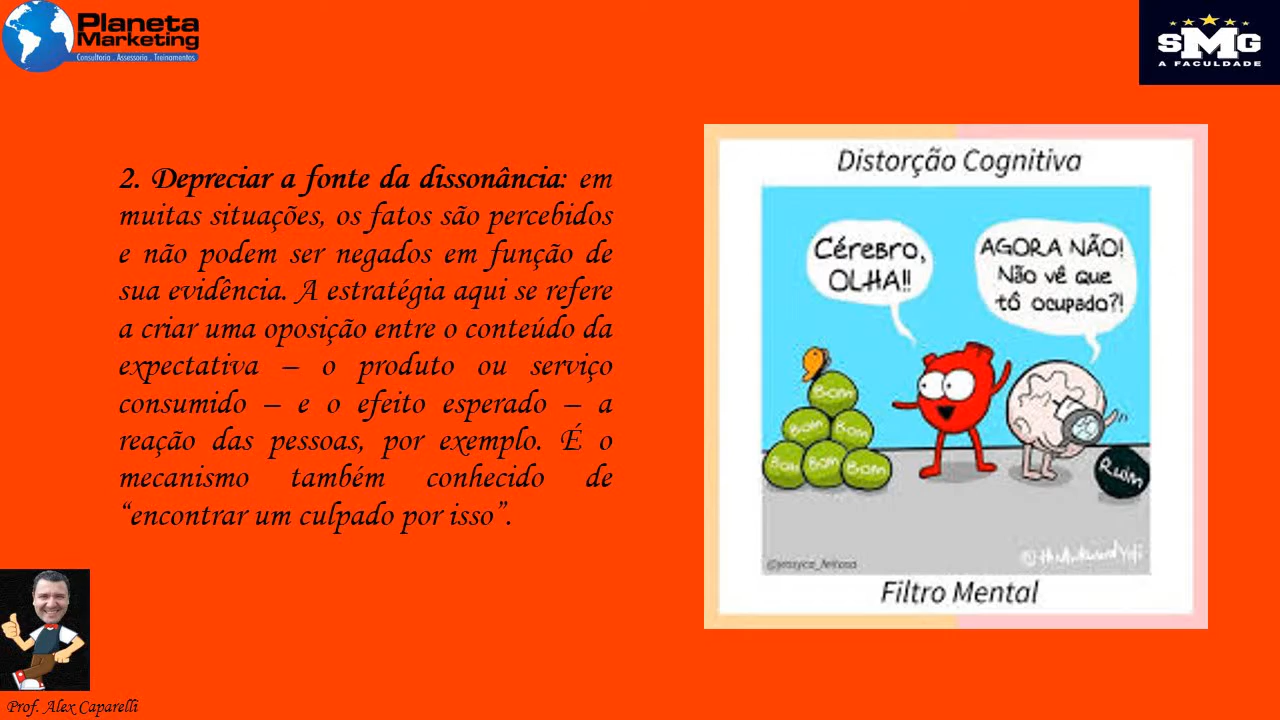 Planeta
Marketing
Consultoria . Assessoria . Treinamentos
SMG
A FACULDADE
2. Depreciar a fonte da dissonância: em
muitas situações, os fatos são percebidos
e não podem ser negados em função de
sua evidência. A estratégia aqui se refere
a criar uma oposição entre o conteúdo da
expectativa – o produto ou serviço
consumido – e o efeito esperado – a
reação das pessoas, por exemplo. É o
mecanismo também conhecido de
“encontrar um culpado por isso”.
Distorção Cognitiva
Cérebro,
OLHA!!
AGORA NÃO!
Não vê que
tô ocupado?!
Bom
Bom Bom
Bom Bom Bom
Ruim
@theAwkwardYeti
Filtro Mental
Prof. Alex Caparelli